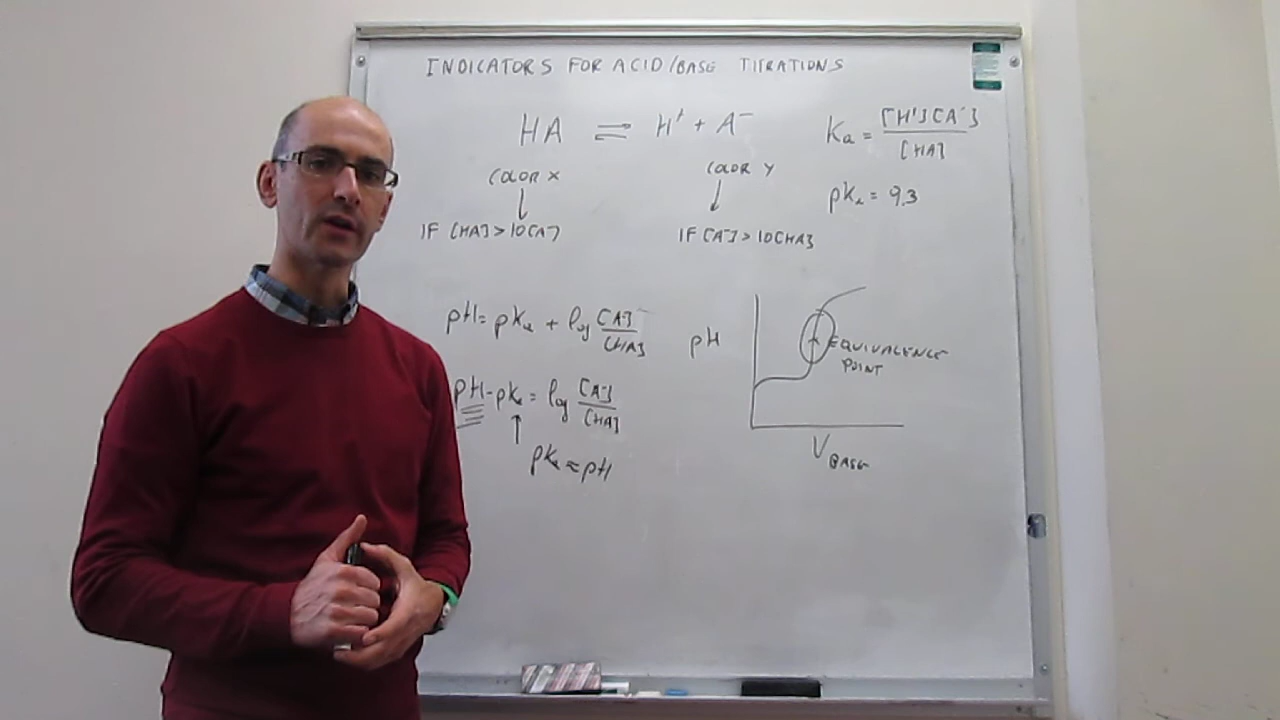 INDICATORS FOR ACID/BASE TITRATIONS
HA ⇌ H⁺ + A⁻
Ka = [H⁺][A⁻] / [HA]
COLOR X
COLOR Y
pKa = 9.3
IF [HA] > 10[A⁻]
IF [A⁻] > 10[HA]
pH = pKa + log [A⁻] / [HA]
pH
EQUIVALENCE
POINT
pH - pKa = log [A⁻] / [HA]
V BASE
pKa ≈ pH